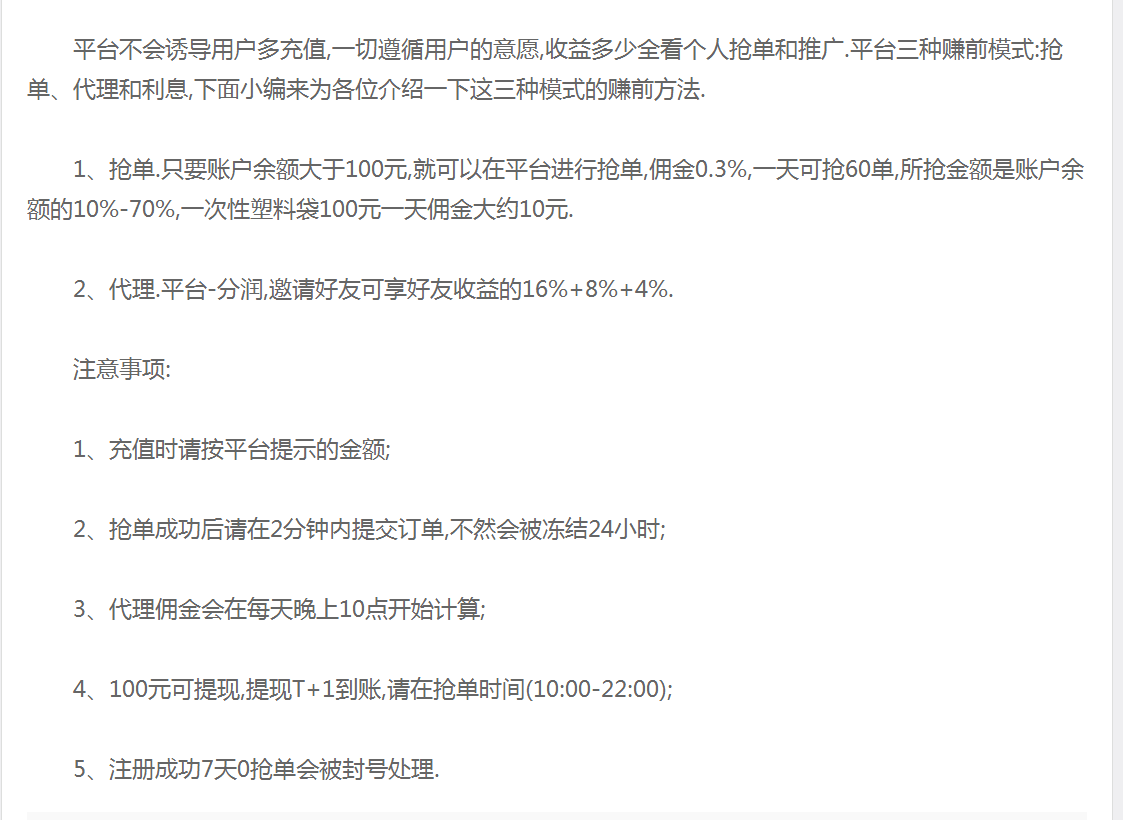 平台不会诱导用户多充值,一切遵循用户的意愿,收益多少全看个人抢单和推广.平台三种赚前模式:抢
单、代理和利息,下面小编来为各位介绍一下这三种模式的赚前方法.
1、抢单.只要账户余额大于100元,就可以在平台进行抢单,佣金0.3%,一天可抢60单,所抢金额是账户余
额的10%-70%,一次性塑料袋100元一天佣金大约10元.
2、代理.平台-分润,邀请好友可享好友收益的16%+8%+4%.
注意事项:
1、充值时请按平台提示的金额;
2、抢单成功后请在2分钟内提交订单,不然会被冻结24小时;
3、代理佣金会在每天晚上10点开始计算;
4、100元可提现,提现T+1到账,请在抢单时间(10:00-22:00);
5、注册成功7天0抢单会被封号处理.